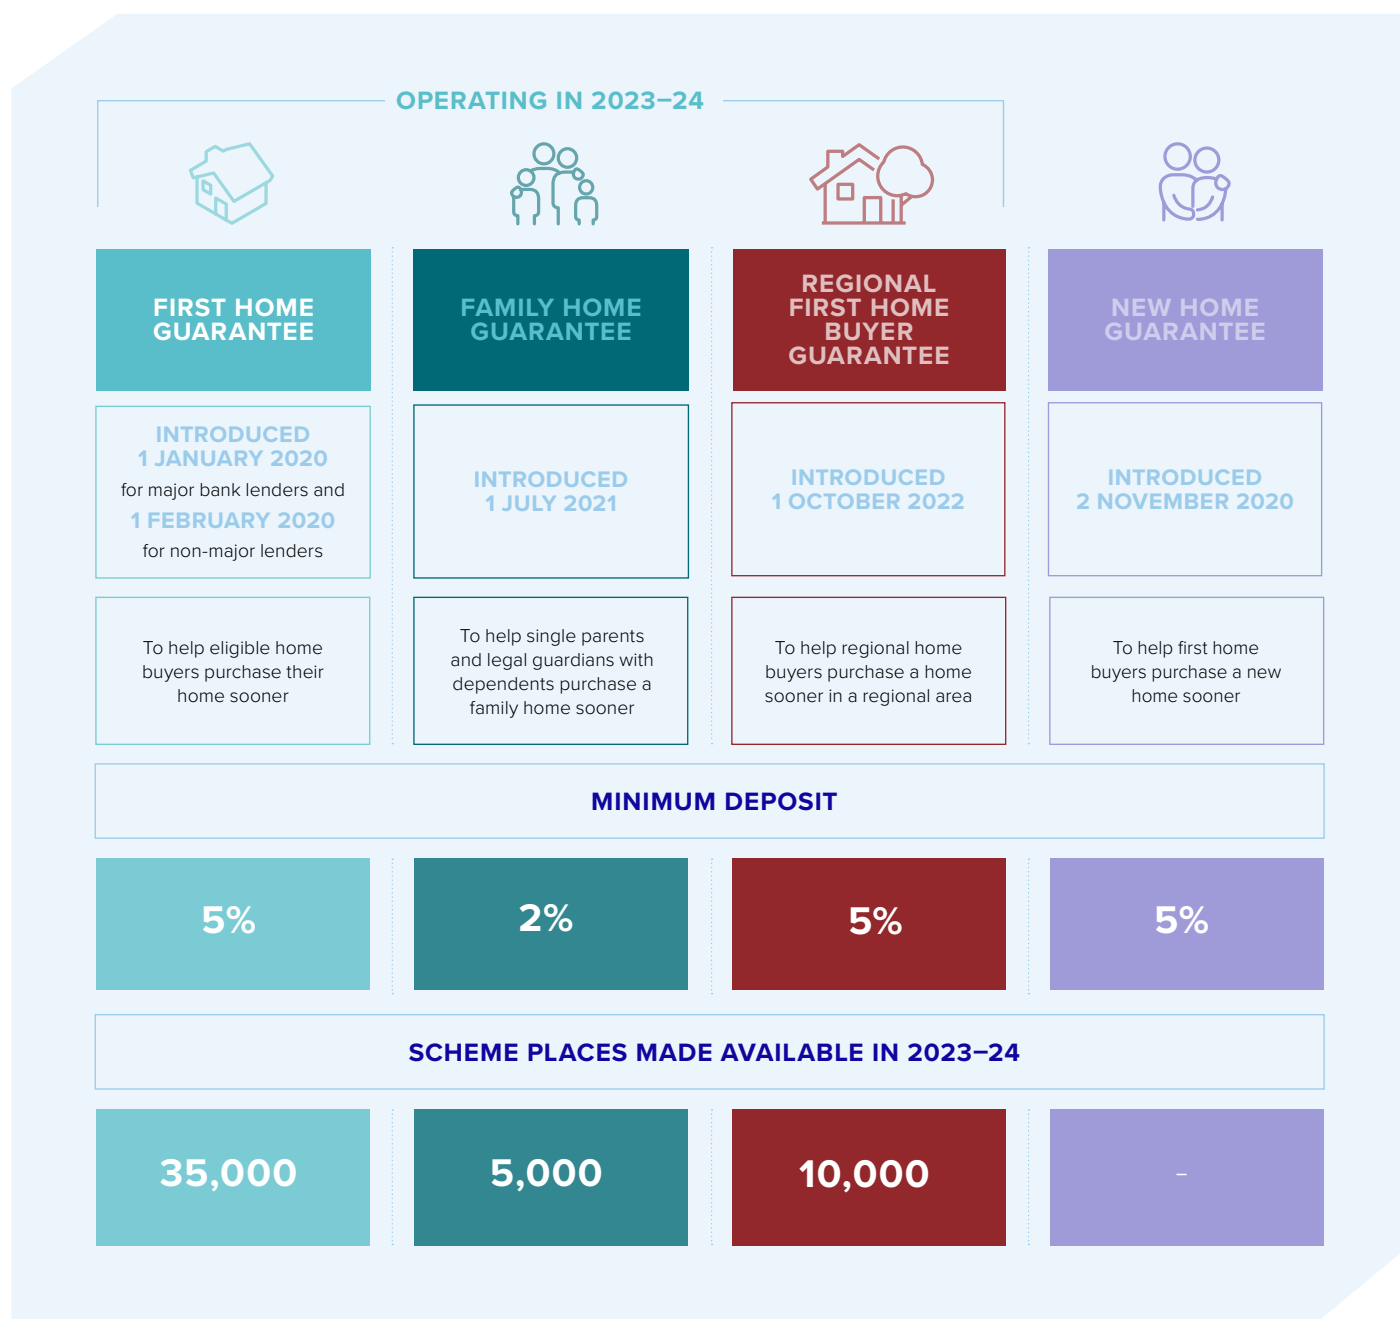 OPERATING IN 2023–24
FIRST HOME
GUARANTEE
FAMILY HOME
GUARANTEE
REGIONAL
FIRST HOME
BUYER
GUARANTEE
NEW HOME
GUARANTEE
INTRODUCED
1 JANUARY 2020
for major bank lenders and
1 FEBRUARY 2020
for non-major lenders
INTRODUCED
1 JULY 2021
INTRODUCED
1 OCTOBER 2022
INTRODUCED
2 NOVEMBER 2020
To help eligible home
buyers purchase their
home sooner
To help single parents
and legal guardians with
dependents purchase a
family home sooner
To help regional home
buyers purchase a home
sooner in a regional area
To help first home
buyers purchase a new
home sooner
MINIMUM DEPOSIT
5%
2%
5%
5%
SCHEME PLACES MADE AVAILABLE IN 2023–24
35,000
5,000
10,000
–